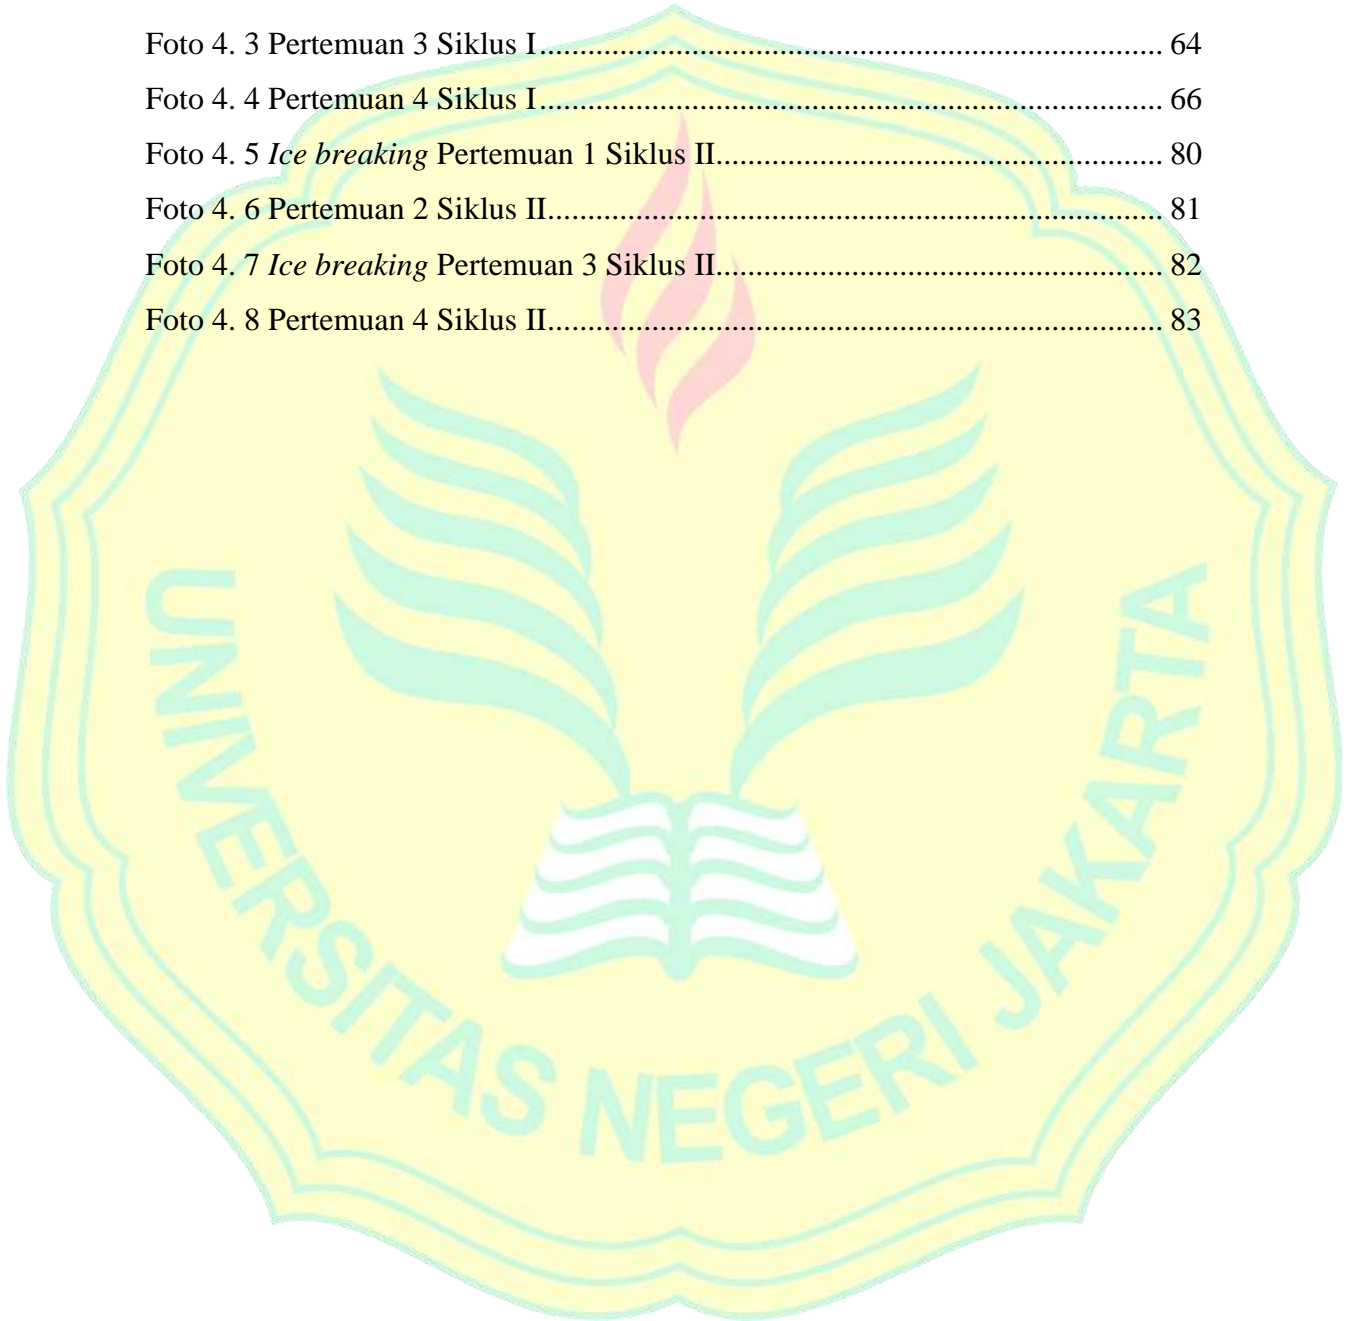 Foto 4. 3 Pertemuan 3 Siklus I........................................................................................ 64
Foto 4. 4 Pertemuan 4 Siklus I........................................................................................ 66
Foto 4. 5 Ice breaking Pertemuan 1 Siklus II............................................................... 80
Foto 4. 6 Pertemuan 2 Siklus II...................................................................................... 81
Foto 4. 7 Ice breaking Pertemuan 3 Siklus II............................................................... 82
Foto 4. 8 Pertemuan 4 Siklus II...................................................................................... 83
UNIVERSITAS NEGERI JAKARTA